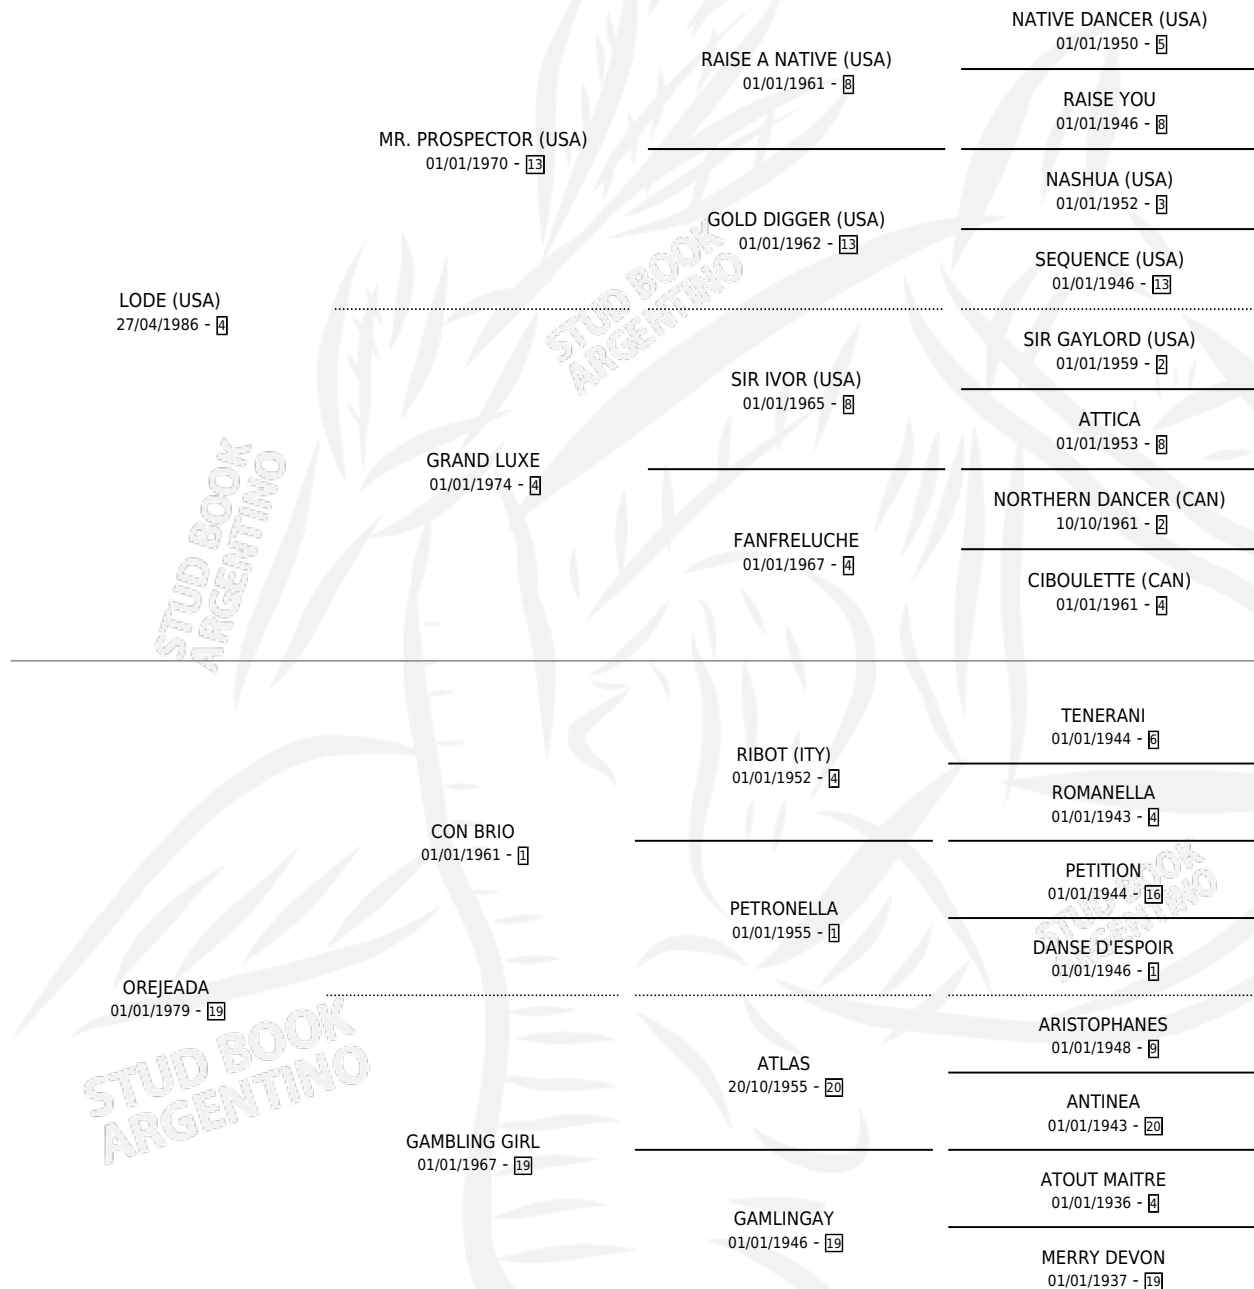 NATIVE DANCER (USA)
01/01/1950 - 5
RAISE A NATIVE (USA)
01/01/1961 - 8
RAISE YOU
01/01/1946 - 8
MR. PROSPECTOR (USA)
01/01/1970 - 13
NASHUA (USA)
01/01/1952 - 3
GOLD DIGGER (USA)
01/01/1962 - 13
SEQUENCE (USA)
01/01/1946 - 13
LODE (USA)
27/04/1986 - 4
SIR GAYLORD (USA)
01/01/1959 - 2
SIR IVOR (USA)
01/01/1965 - 8
ATTICA
01/01/1953 - 8
GRAND LUXE
01/01/1974 - 4
NORTHERN DANCER (CAN)
10/10/1961 - 2
FANFRELUCHE
01/01/1967 - 4
CIBOULETTE (CAN)
01/01/1961 - 4
TENERANI
01/01/1944 - 6
RIBOT (ITY)
01/01/1952 - 4
ROMANELLA
01/01/1943 - 4
CON BRIO
01/01/1961 - 1
PETITION
01/01/1944 - 16
PETRONELLA
01/01/1955 - 1
DANSE D'ESPOIR
01/01/1946 - 1
OREJEADA
01/01/1979 - 19
ARISTOPHANES
01/01/1948 - 9
ATLAS
20/10/1955 - 20
ANTINEA
01/01/1943 - 20
GAMBLING GIRL
01/01/1967 - 19
ATOUT MAITRE
01/01/1936 - 4
GAMLINGAY
01/01/1946 - 19
MERRY DEVON
01/01/1937 - 19
STUD BOOK
ARGENTINO
STUD BOOK
ARGENTINO
STUD BOOK
ARGENTINO
STUD BOOK
ARGENTINO